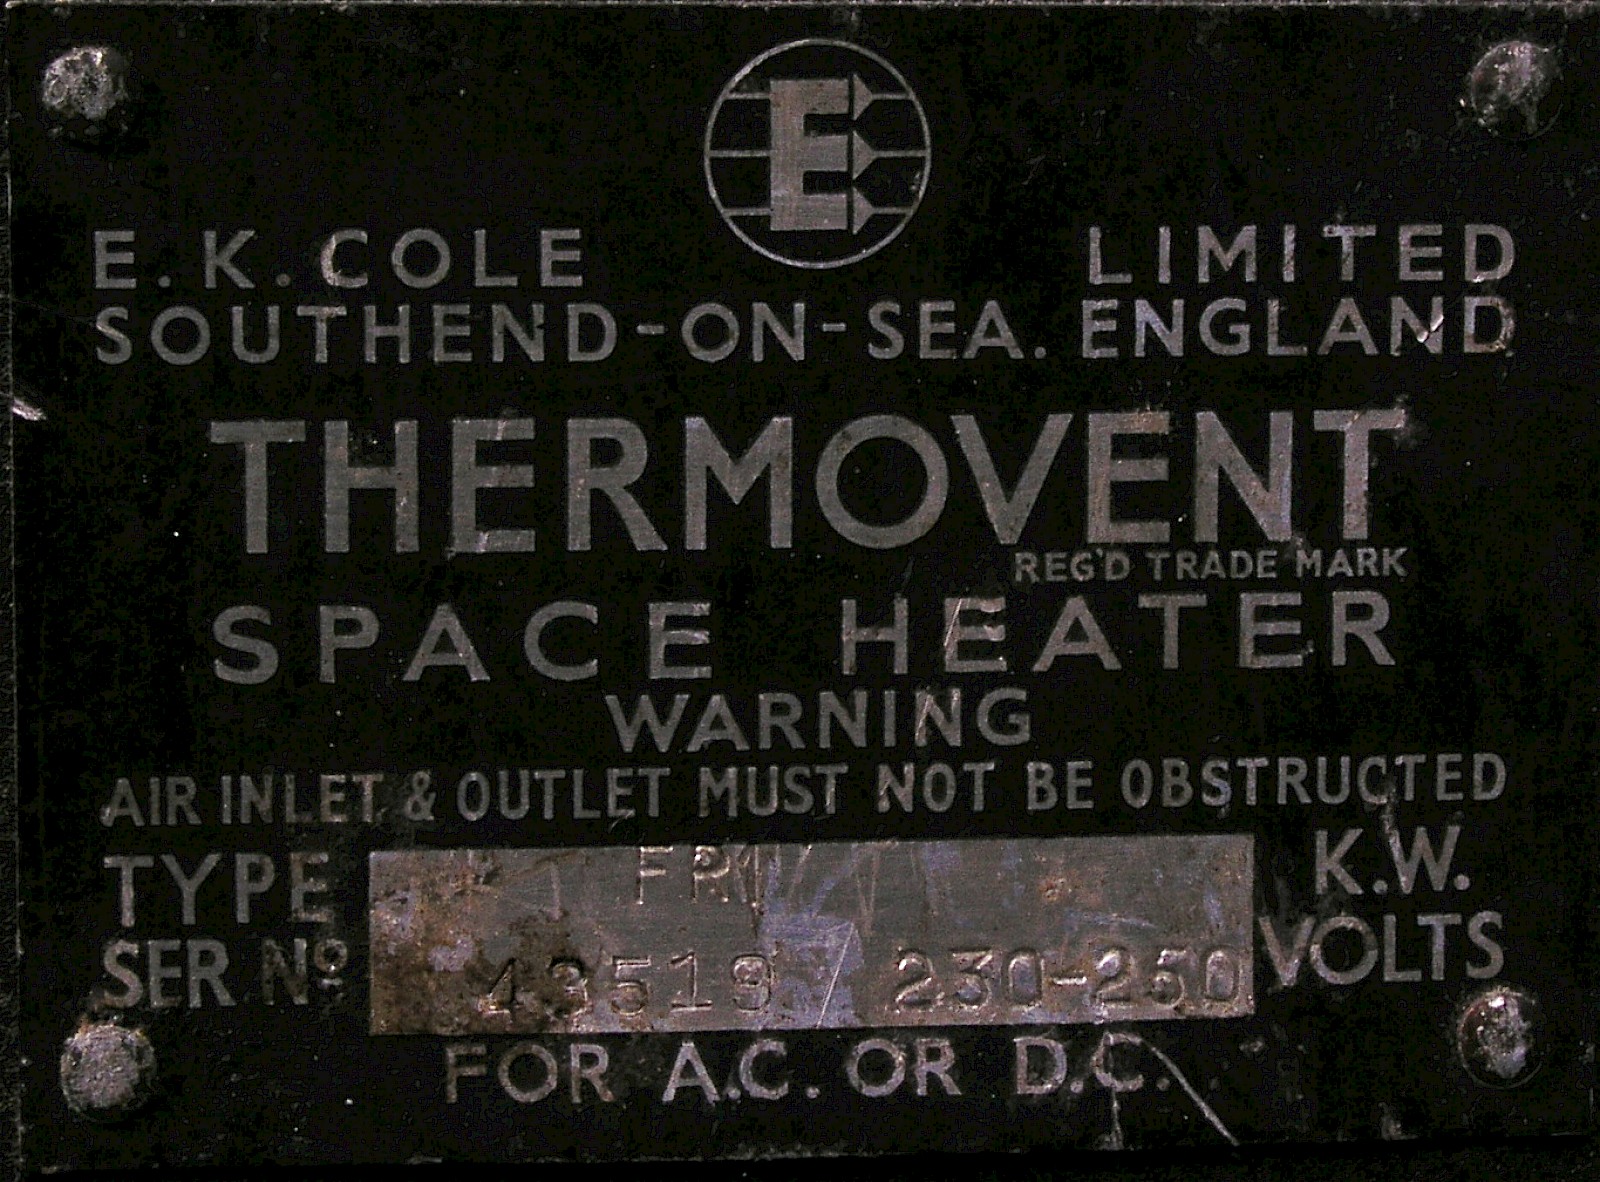 E
E. K. COLE LIMITED
SOUTHEND-ON-SEA. ENGLAND
THERMOVENT
REG'D TRADE MARK
SPACE HEATER
WARNING
AIR INLET & OUTLET MUST NOT BE OBSTRUCTED
TYPE FRM K.W.
SER Nº 43519 230-250 VOLTS
FOR A.C. OR D.C.